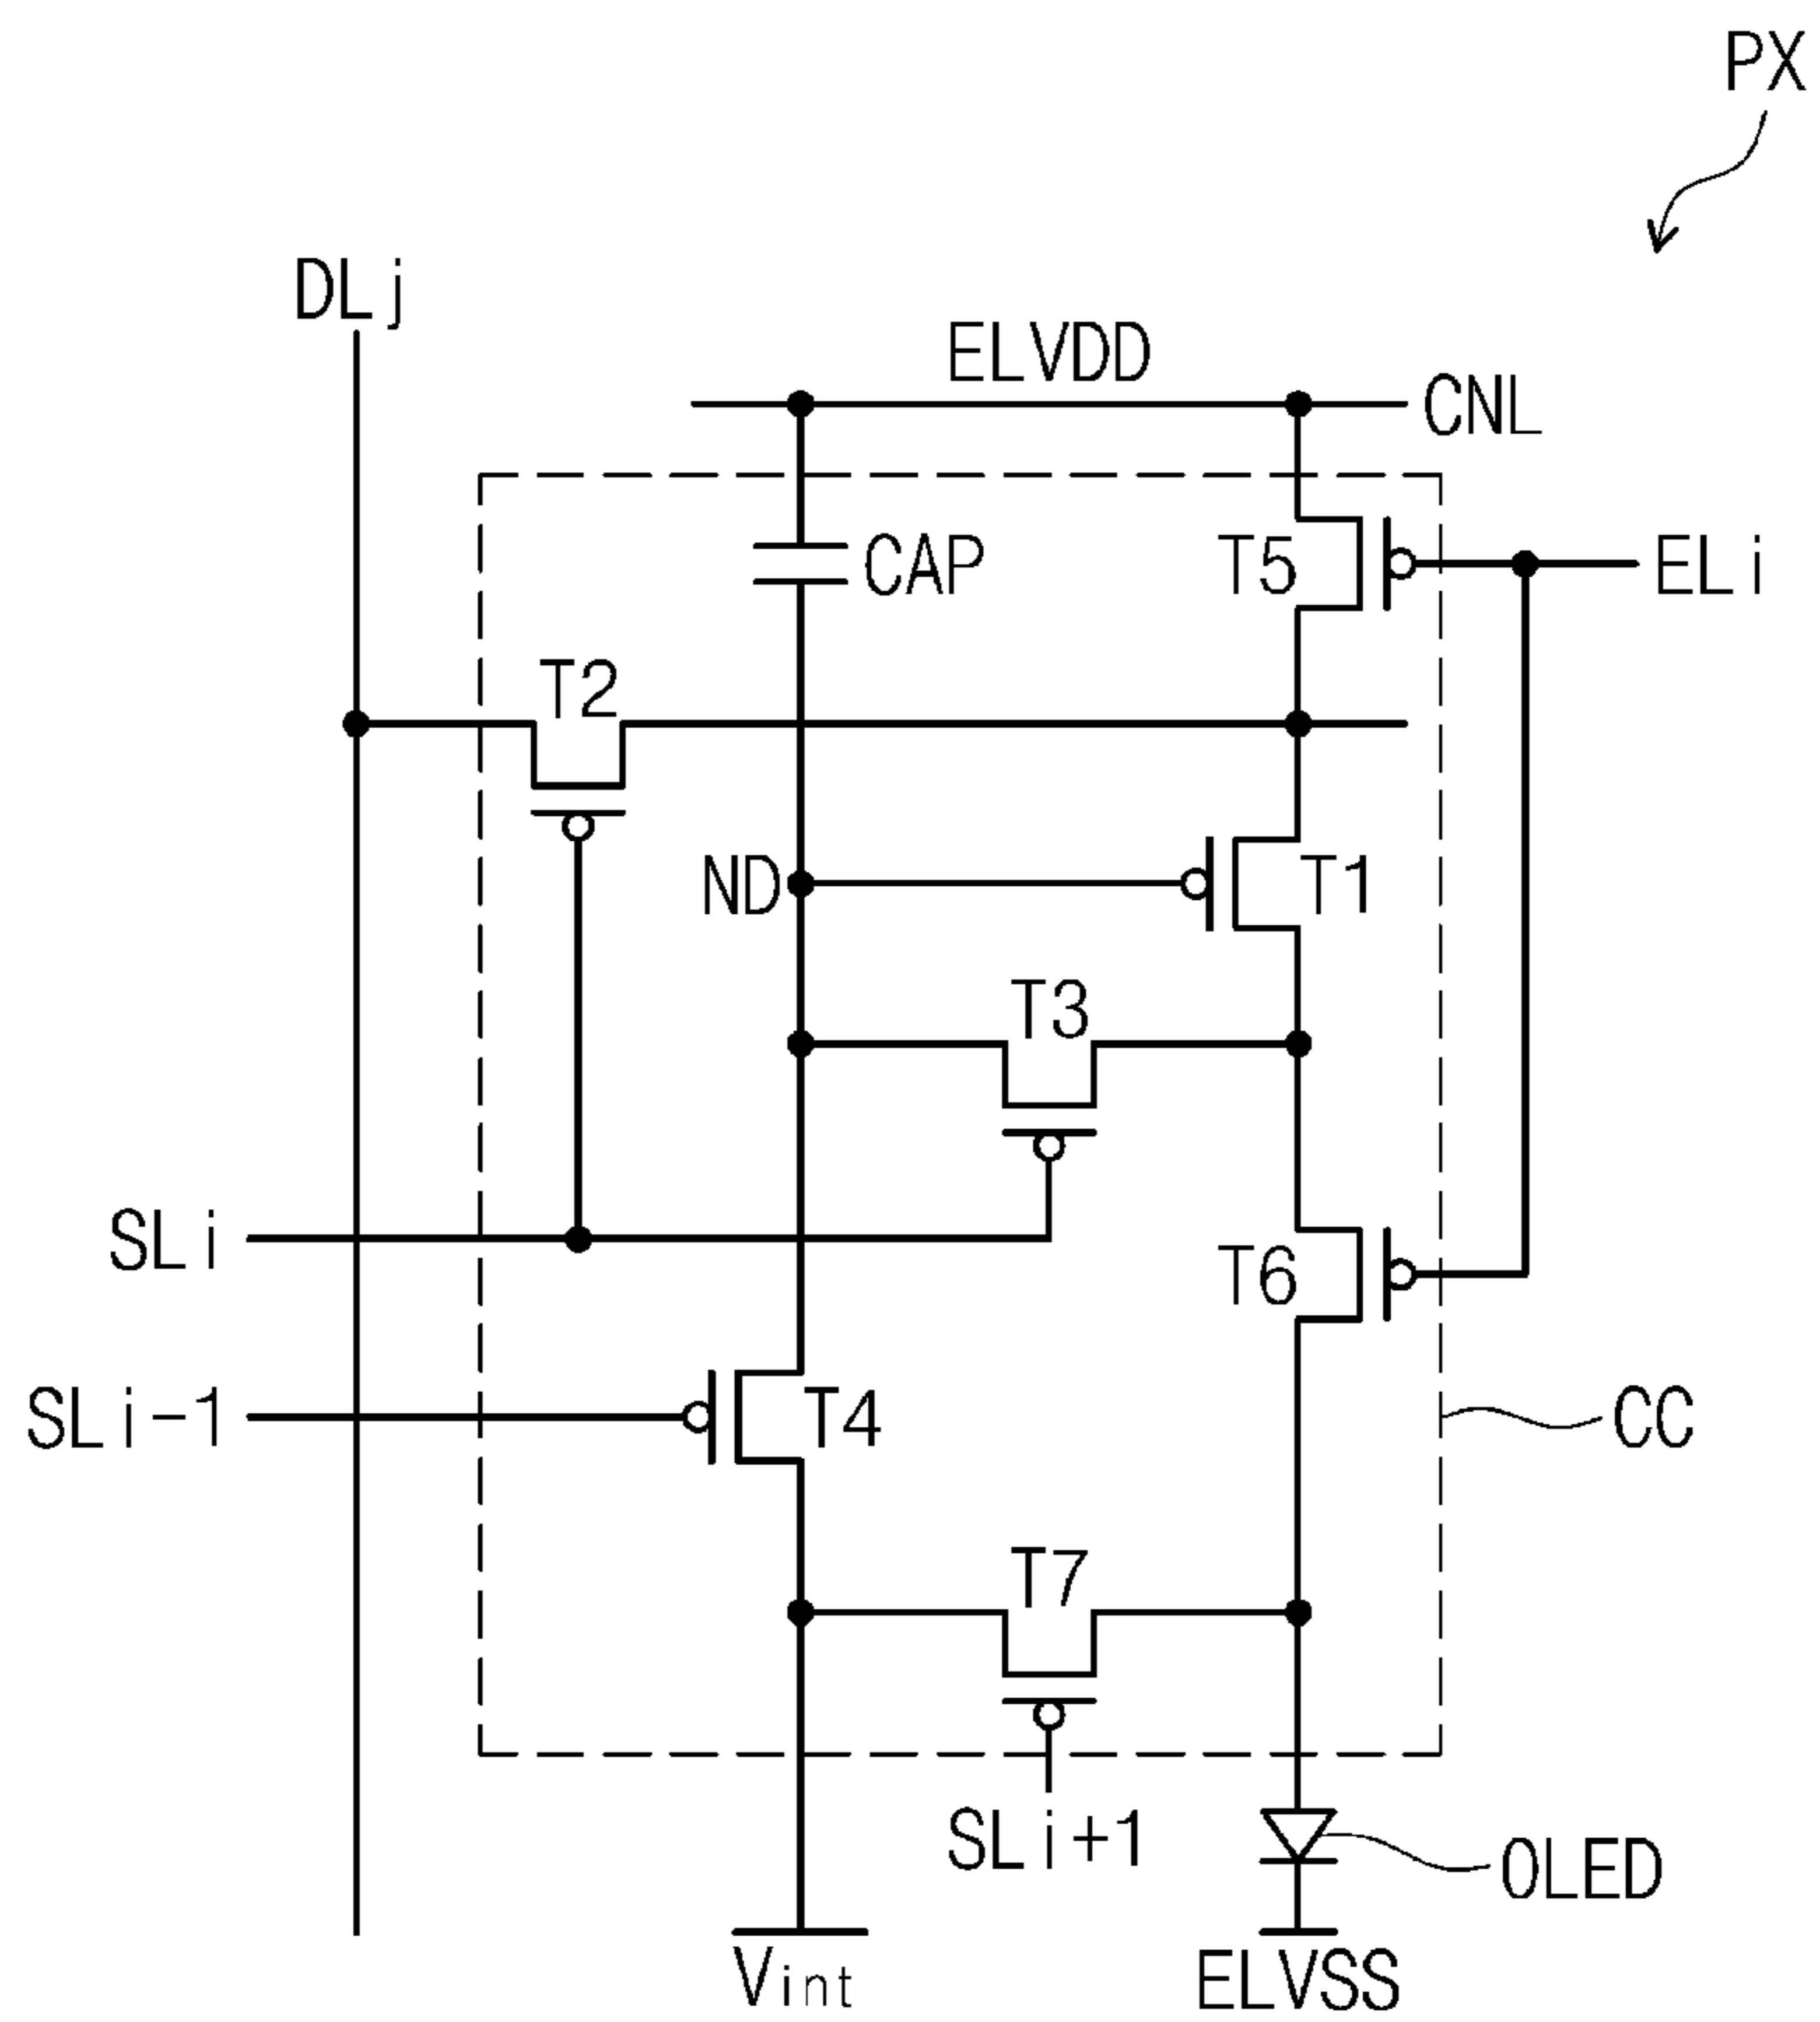 PX
DLj
ELVDD
CNL
CAP
T5
ELi
T2
ND
T1
T3
SLi
T6
SLi-1
T4
CC
T7
SLi+1
OLED
Vint
ELVSS